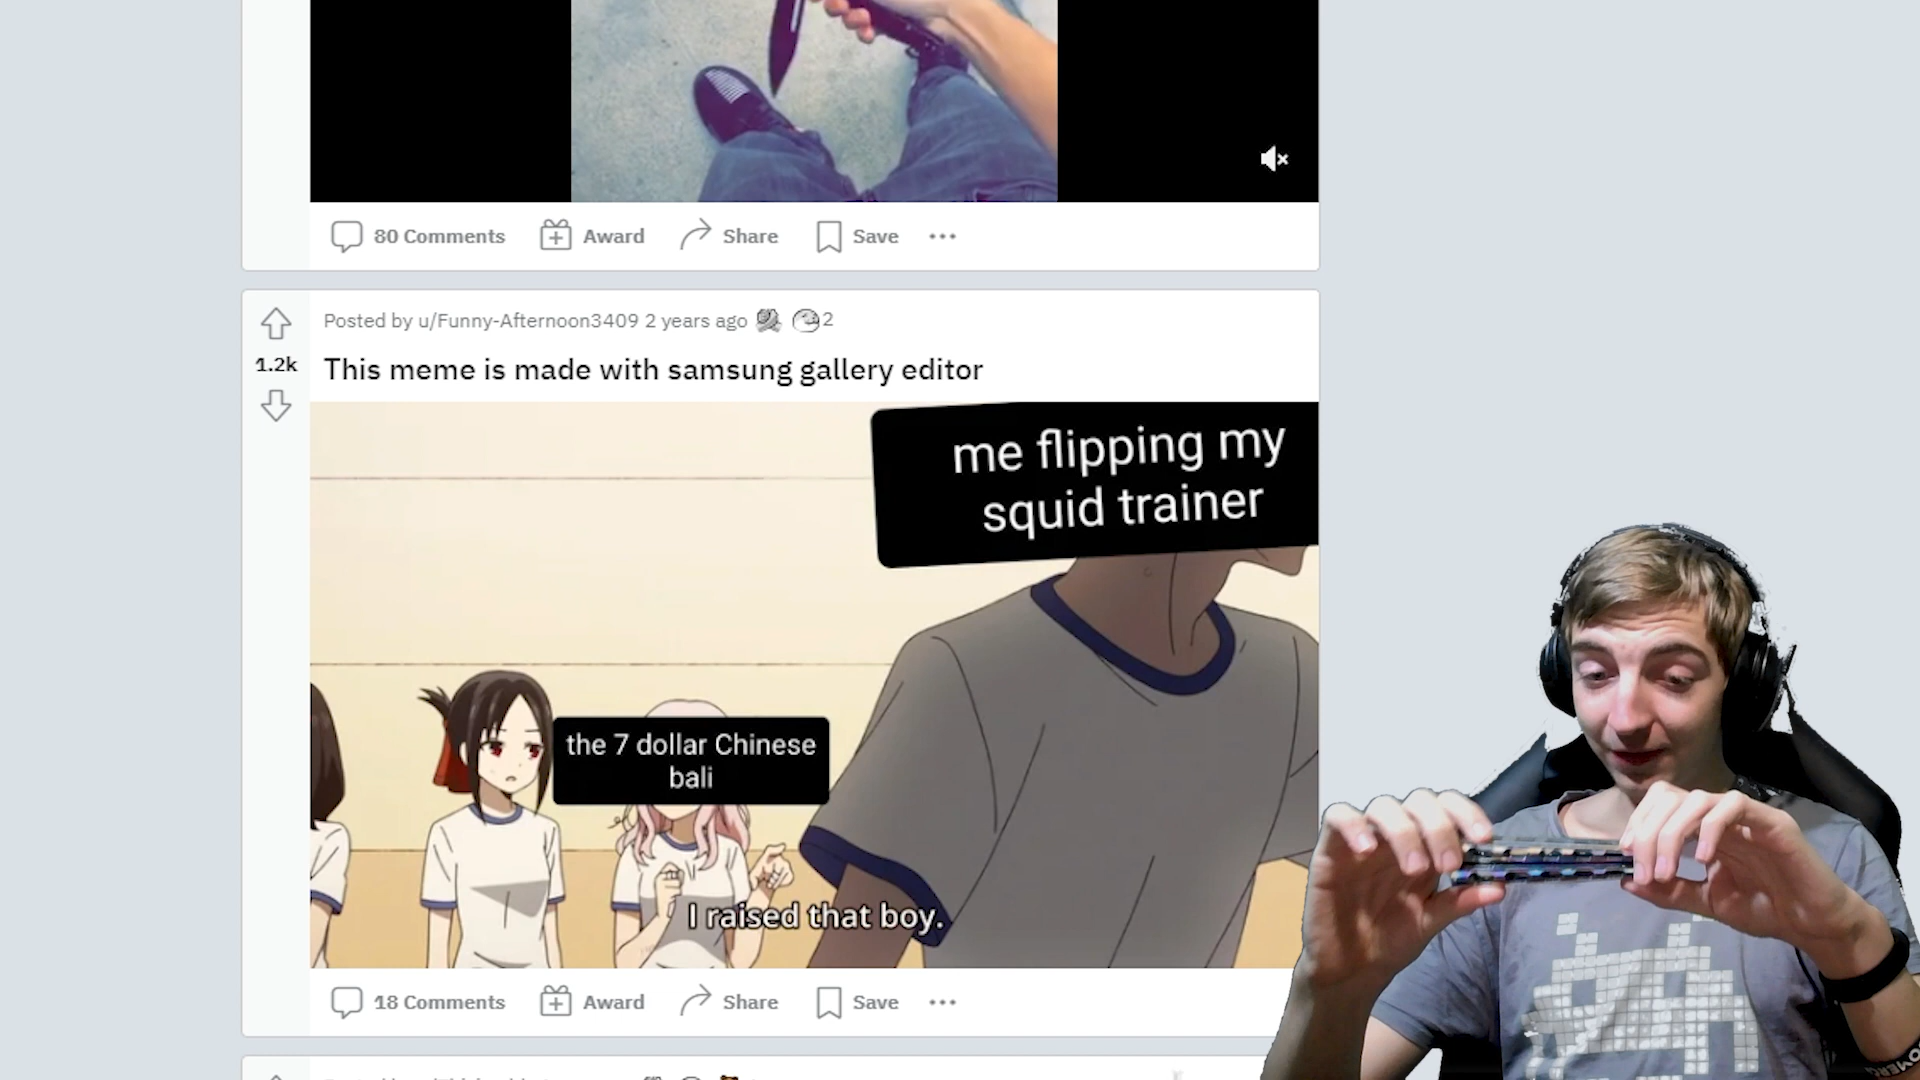 80 Comments
Award
Share
Save
Posted by u/Funny-Afternoon3409 2 years ago
2
1.2k
This meme is made with samsung gallery editor
me flipping my
squid trainer
the 7 dollar Chinese
bali
I raised that boy.
18 Comments
Award
Share
Save